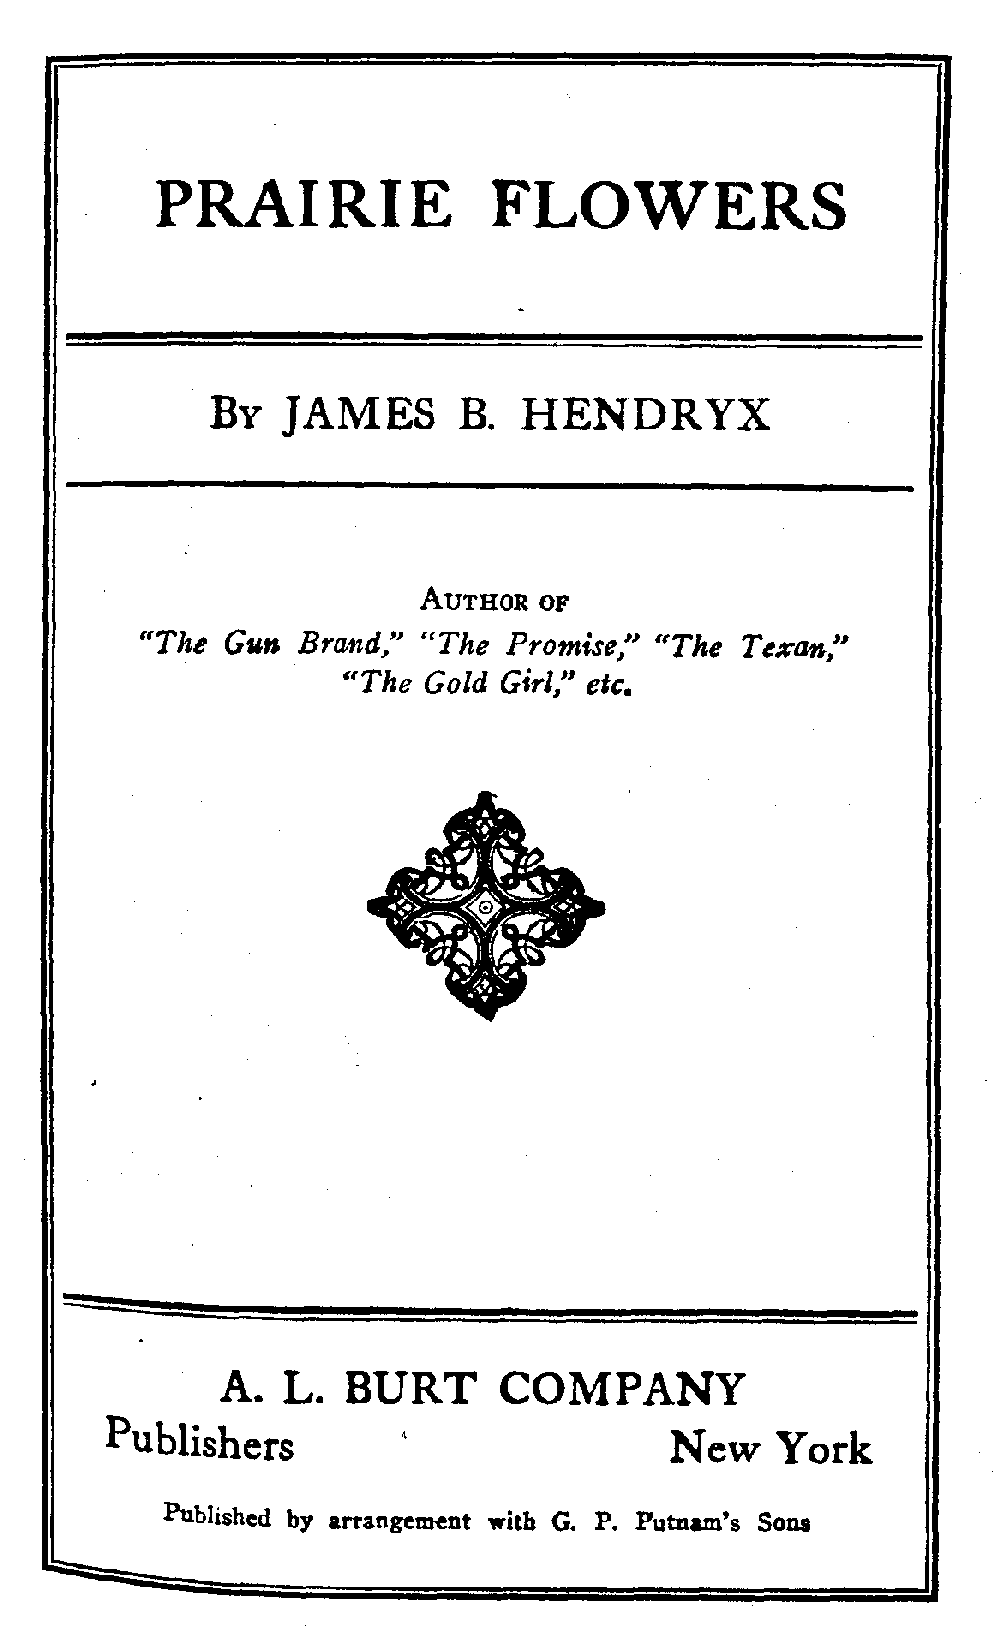 PRAIRIE FLOWERS
By JAMES B. HENDRYX
AUTHOR OF
“The Gun Brand,” “The Promise,” “The Texan,”
“The Gold Girl,” etc.
A. L. BURT COMPANY
Publishers New York
Published by arrangement with G. P. Putnam’s Sons